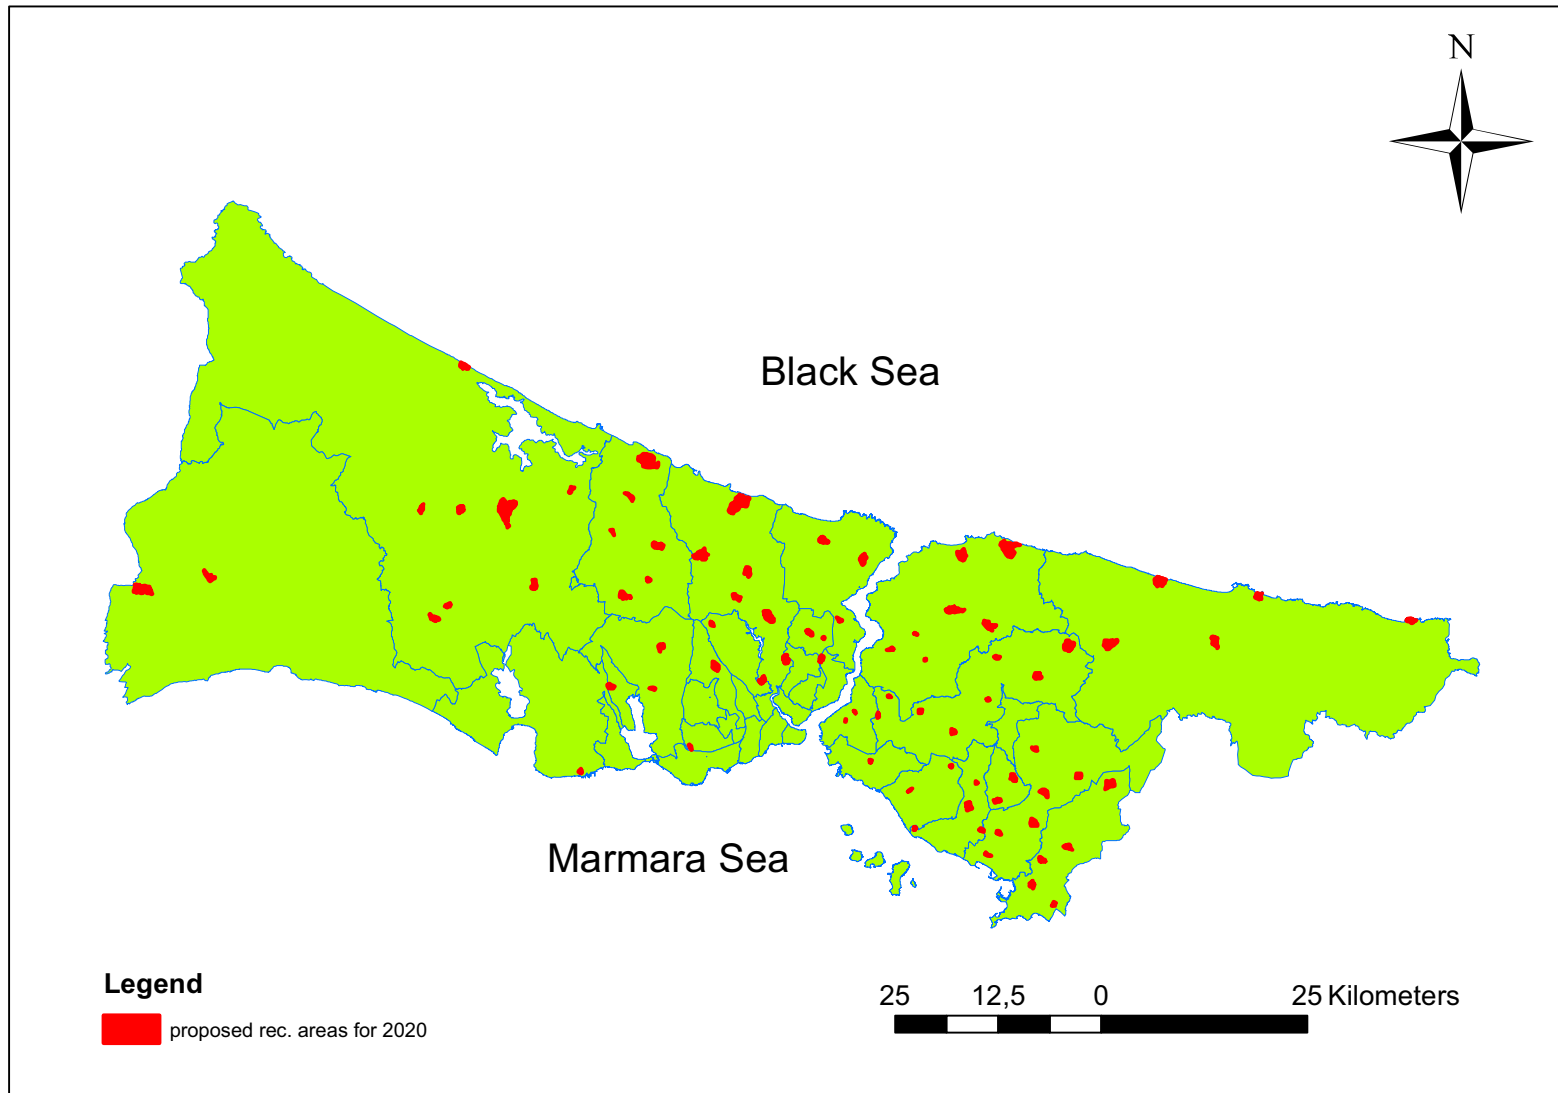 N
Black Sea
Marmara Sea
Legend
proposed rec. areas for 2020
25 12,5 0 25 Kilometers